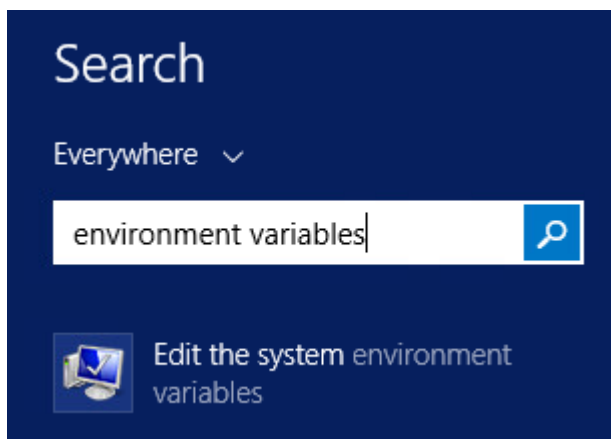 Search
Everywhere
environment variables
Edit the system environment
variables